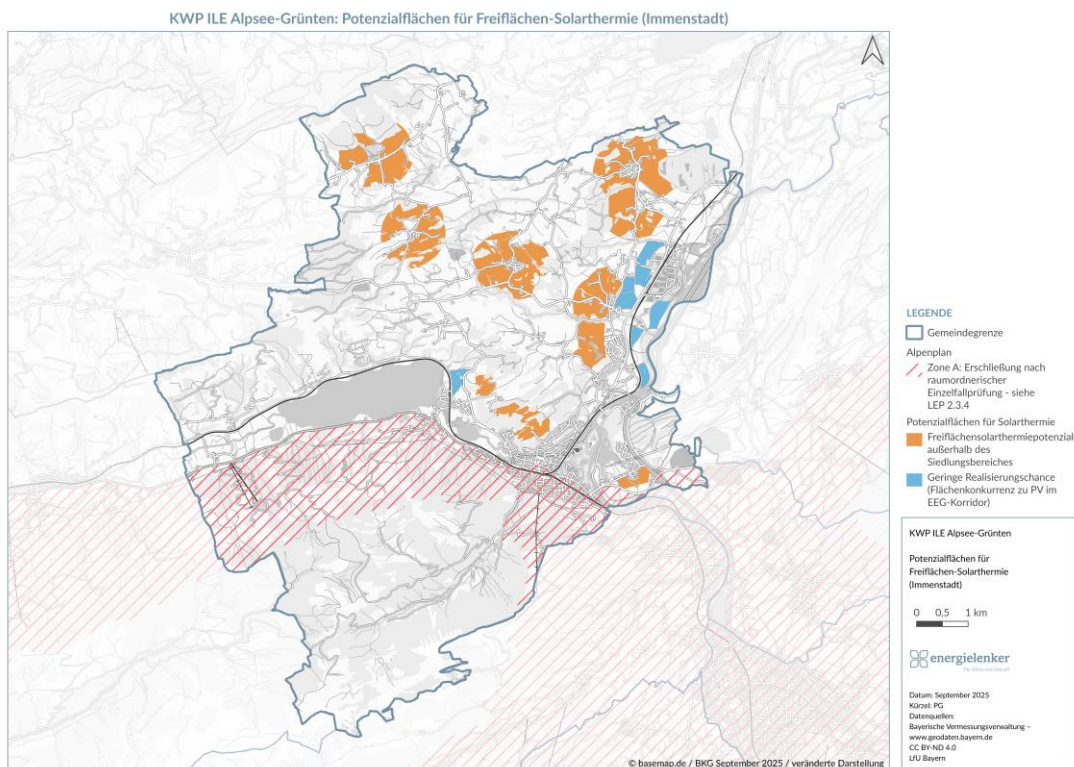 KWP ILE Alpsee-Grünten: Potenzialflächen für Freiflächen-Solarthermie (Immenstadt)
LEGENDE
Gemeindegrenze
Alpenplan
Zone A: Erschließung nach
raumordnerischer
Einzelfallprüfung - siehe
LEP 2.3.4
Potenzialflächen für Solarthermie
Freiflächensolarthermiepotenzial
außerhalb des
Siedlungsbereiches
Geringe Realisierungschance
(Flächenkonkurrenz zu PV im
EEG-Korridor)
KWP ILE Alpsee-Grünten
Potenzialflächen für
Freiflächen-Solarthermie
(Immenstadt)
0 0,5 1 km
energielenker
Datum: September 2025
Kürzel: PG
Datenquellen:
Bayerische Vermessungsverwaltung –
www.geodaten.bayern.de
CC BY-ND 4.0
LfU Bayern
© basemap.de / BKG September 2025 / veränderte Darstellung